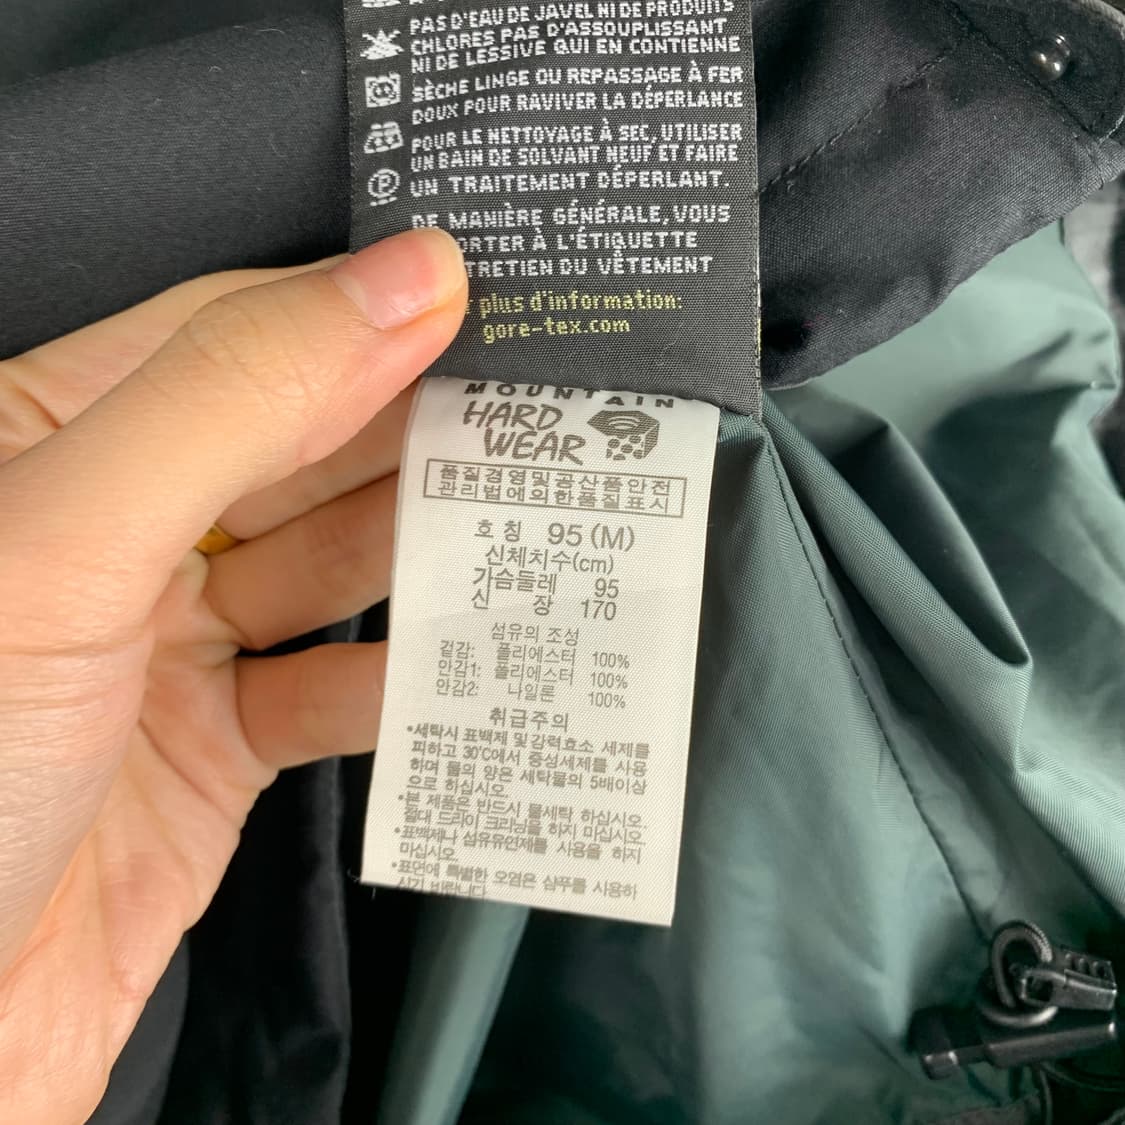 PAS D'EAU DE JAVEL NI DE PRODUITS
CHLORÉS PAS D'ASSOUPLISSANT
NI DE LESSIVE QUI EN CONTIENNE
SÈCHE LINGE OU REPASSAGE À FER
DOUX POUR RAVIVER LA DÉPERLANCE
POUR LE NETTOYAGE À SEC, UTILISER
UN BAIN DE SOLVANT NEUF ET FAIRE
UN TRAITEMENT DÉPERLANT.
DE MANIÈRE GÉNÉRALE, VOUS
ORTER À L'ÉTIQUETTE
TRETIEN DU VÊTEMENT
plus d'information:
gore-tex.com
MOUNTAIN
HARD
WEAR
품질경영및공산품안전
관리법에의한품질표시
호칭 95 (M)
신체치수(cm)
가슴둘레 95
신 장 170
섬유의 조성
겉감: 폴리에스터 100%
안감1: 폴리에스터 100%
안감2: 나일론 100%
취급주의
*세탁시 표백제 및 강력효소 세제를
피하고 30℃에서 중성세제를 사용
하며 물의 양은 세탁물의 5배이상
으로 하십시오.
*본 제품은 반드시 물세탁 하십시오.
절대 드라이 크리닝을 하지 마십시오.
*표백제나 섬유유연제를 사용을 하지
마십시오.
*표면에 특별한 오염은 샴푸를 사용하
시기 바랍니다.